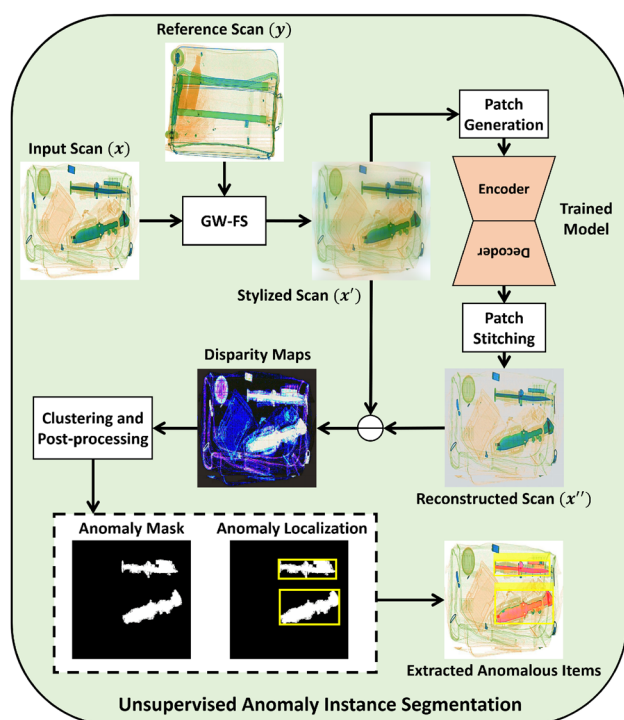 Reference Scan (y)
Input Scan (x)
GW-FS
Stylized Scan (x′)
Patch
Generation
Encoder
Decoder
Trained
Model
Patch
Stitching
Disparity Maps
Clustering and
Post-processing
Reconstructed Scan (x′′)
Anomaly Mask
Anomaly Localization
Extracted Anomalous Items
Unsupervised Anomaly Instance Segmentation